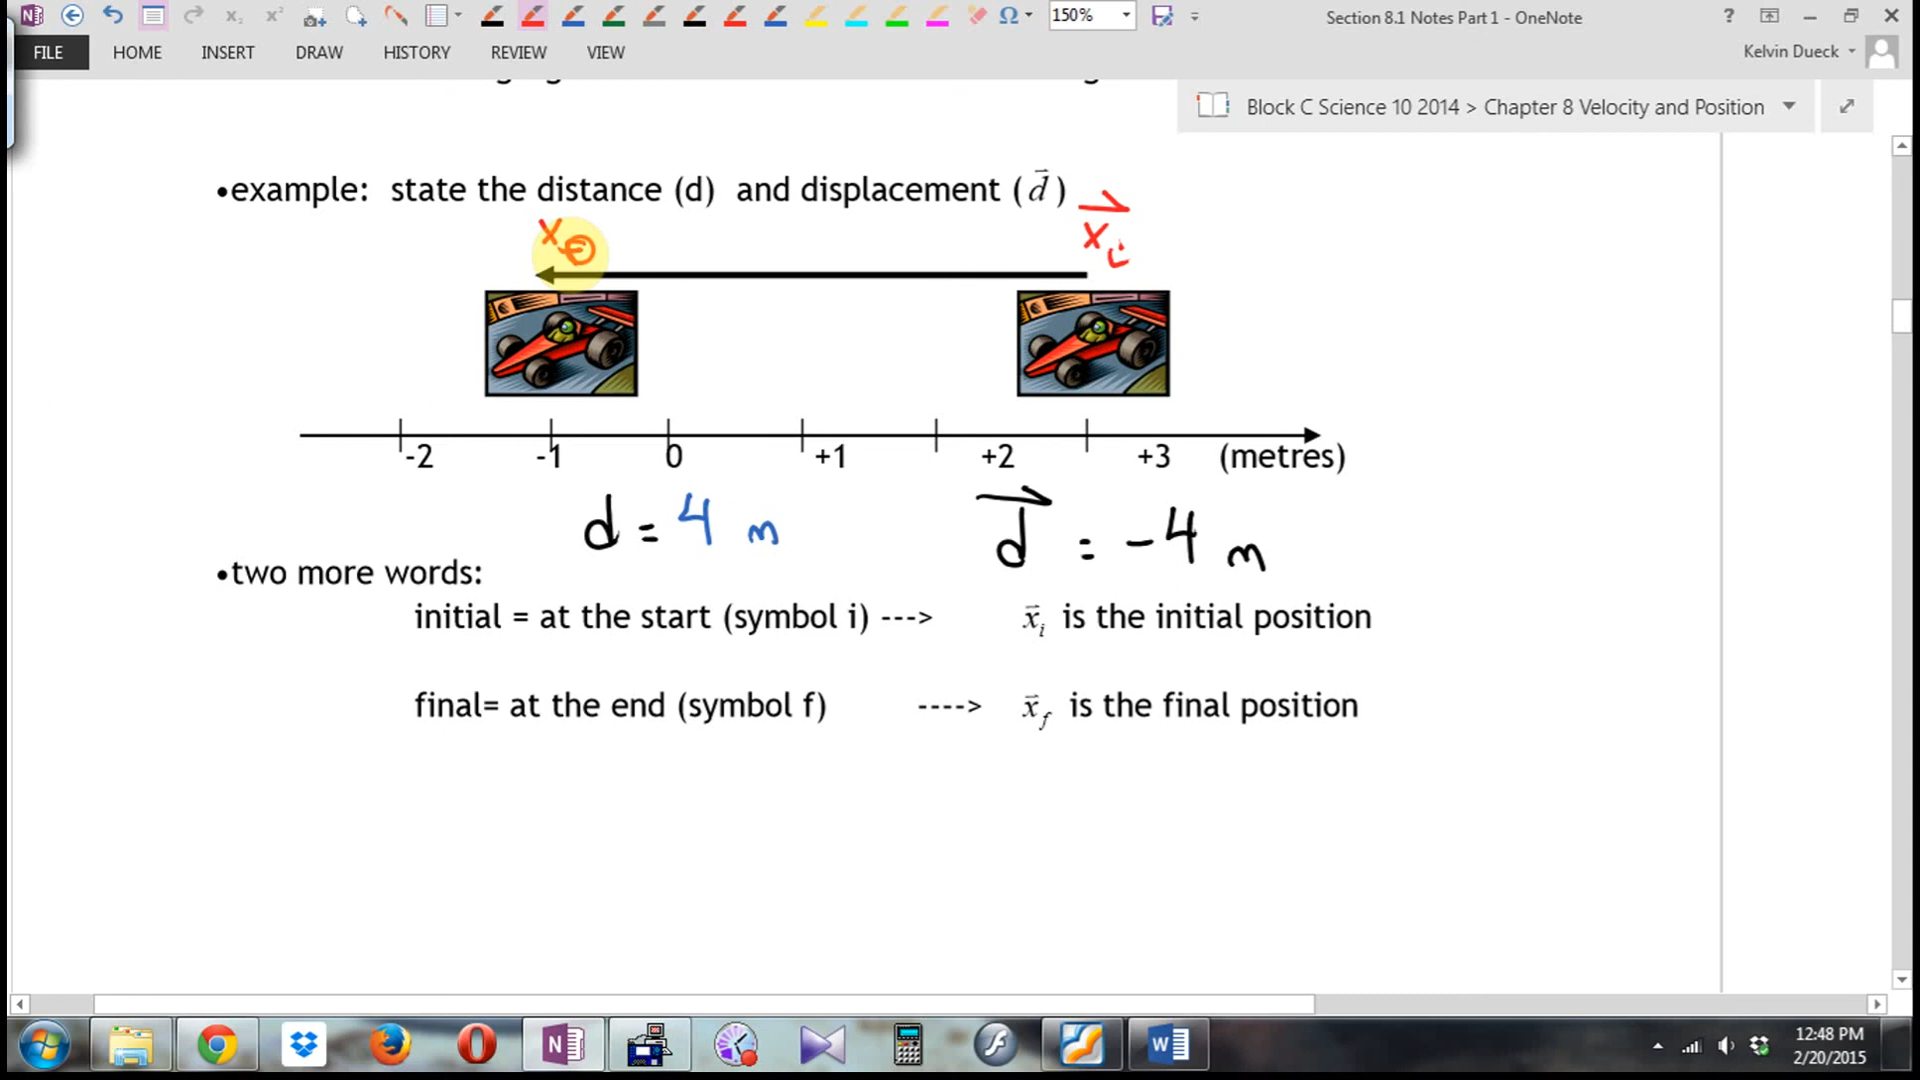 x₂ x²
150%
Section 8.1 Notes Part 1 - OneNote
?
FILE HOME INSERT DRAW HISTORY REVIEW VIEW
Kelvin Dueck
Block C Science 10 2014 > Chapter 8 Velocity and Position
•example: state the distance (d) and displacement (d⃗)
x
x⃗i
-2 -1 0 +1 +2 +3 (metres)
d = 4 m
d⃗ = -4 m
•two more words:
initial = at the start (symbol i) ---> x⃗i is the initial position
final= at the end (symbol f) ----> x⃗f is the final position
12:48 PM
2/20/2015